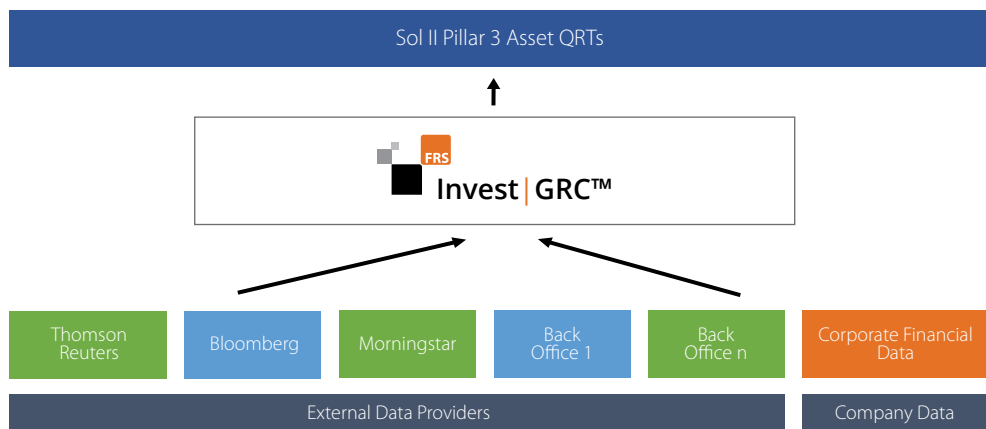 Sol II Pillar 3 Asset QRTs
FRS
Invest|GRC™
Thomson
Reuters
Bloomberg
Morningstar
Back
Office 1
Back
Office n
Corporate Financial
Data
External Data Providers
Company Data